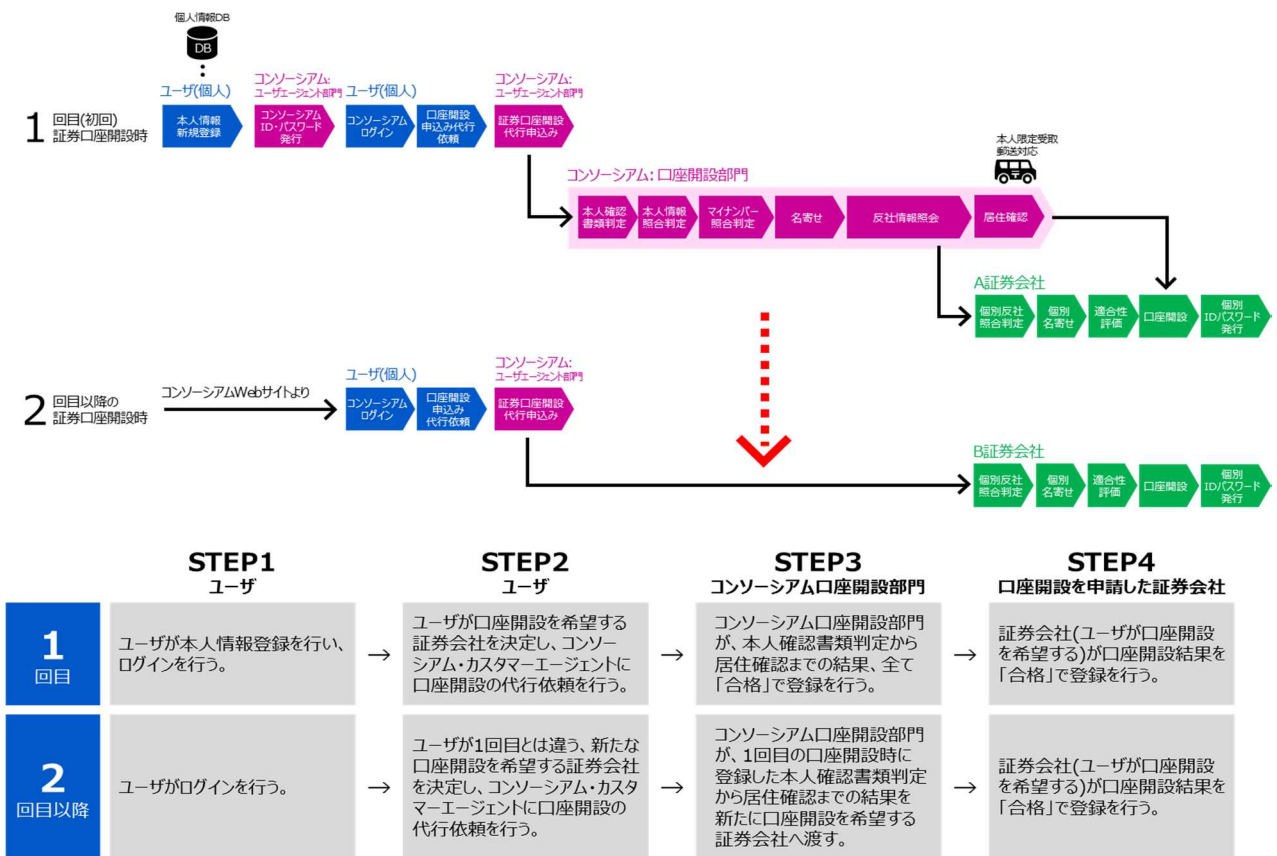 個人情報DB
DB
ユーザ(個人)
コンソーシアム:
ユーザエージェント部門
ユーザ(個人)
コンソーシアム:
ユーザエージェント部門
1 回目(初回)
証券口座開設時
本人情報
新規登録
コンソーシアム
ID・パスワード
発行
コンソーシアム
ログイン
口座開設
申込み代行
依頼
証券口座開設
代行申込み
本人限定受取
郵送対応
コンソーシアム: 口座開設部門
本人確認
書類判定
本人情報
照合判定
マイナンバー
照合判定
名寄せ
反社情報照会
居住確認
A証券会社
個別反社
照合判定
個別
名寄せ
適合性
評価
口座開設
個別
IDパスワード
発行
2 回目以降の
証券口座開設時
コンソーシアムWebサイトより
ユーザ(個人)
コンソーシアム:
ユーザエージェント部門
コンソーシアム
ログイン
口座開設
申込み
代行依頼
証券口座開設
代行申込み
B証券会社
個別反社
照合判定
個別
名寄せ
適合性
評価
口座開設
個別
IDパスワード
発行
STEP1
ユーザ
STEP2
ユーザ
STEP3
コンソーシアム口座開設部門
STEP4
口座開設を申請した証券会社
1
回目
ユーザが本人情報登録を行い、
ログインを行う。
ユーザが口座開設を希望する
証券会社を決定し、コンソー
シアム・カスタマーエージェントに
口座開設の代行依頼を行う。
コンソーシアム口座開設部門
が、本人確認書類判定から
居住確認までの結果、全て
「合格」で登録を行う。
証券会社(ユーザが口座開設
を希望する)が口座開設結果を
「合格」で登録を行う。
2
回目以降
ユーザがログインを行う。
ユーザが1回目とは違う、新たな
口座開設を希望する証券会社
を決定し、コンソーシアム・カスタ
マーエージェントに口座開設の
代行依頼を行う。
コンソーシアム口座開設部門
が、1回目の口座開設時に
登録した本人確認書類判定
から居住確認までの結果を
新たに口座開設を希望する
証券会社へ渡す。
証券会社(ユーザが口座開設
を希望する)が口座開設結果を
「合格」で登録を行う。